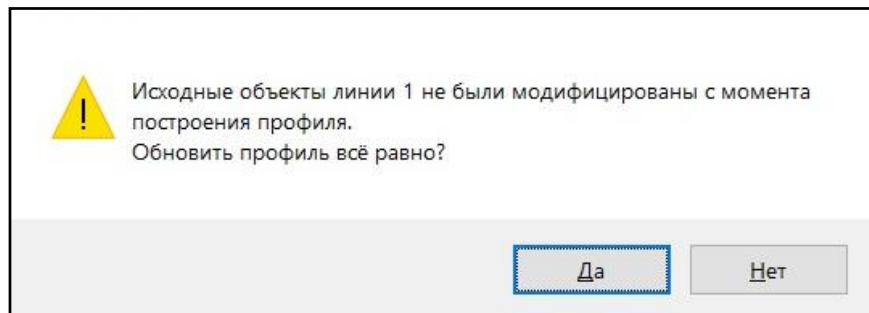 Исходные объекты линии 1 не были модифицированы с момента
построения профиля.
Обновить профиль всё равно?
Да
Нет